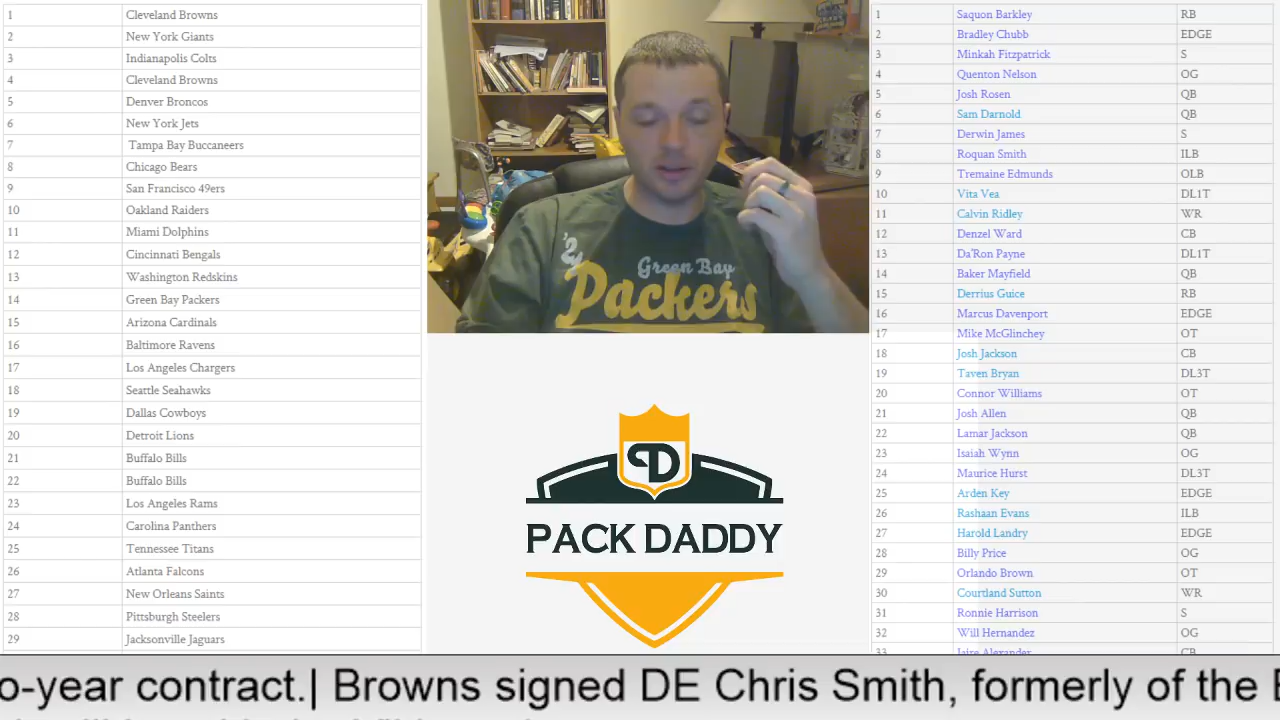 1 Cleveland Browns
2 New York Giants
3 Indianapolis Colts
4 Cleveland Browns
5 Denver Broncos
6 New York Jets
7 Tampa Bay Buccaneers
8 Chicago Bears
9 San Francisco 49ers
10 Oakland Raiders
11 Miami Dolphins
12 Cincinnati Bengals
13 Washington Redskins
14 Green Bay Packers
15 Arizona Cardinals
16 Baltimore Ravens
17 Los Angeles Chargers
18 Seattle Seahawks
19 Dallas Cowboys
20 Detroit Lions
21 Buffalo Bills
22 Buffalo Bills
23 Los Angeles Rams
24 Carolina Panthers
25 Tennessee Titans
26 Atlanta Falcons
27 New Orleans Saints
28 Pittsburgh Steelers
29 Jacksonville Jaguars
Green Bay
Packers
PD
PACK DADDY
1 Saquon Barkley RB
2 Bradley Chubb EDGE
3 Minkah Fitzpatrick S
4 Quenton Nelson OG
5 Josh Rosen QB
6 Sam Darnold QB
7 Derwin James S
8 Roquan Smith ILB
9 Tremaine Edmunds OLB
10 Vita Vea DL1T
11 Calvin Ridley WR
12 Denzel Ward CB
13 Da'Ron Payne DL1T
14 Baker Mayfield QB
15 Derrius Guice RB
16 Marcus Davenport EDGE
17 Mike McGlinchey OT
18 Josh Jackson CB
19 Taven Bryan DL3T
20 Connor Williams OT
21 Josh Allen QB
22 Lamar Jackson QB
23 Isaiah Wynn OG
24 Maurice Hurst DL3T
25 Arden Key EDGE
26 Rashaan Evans ILB
27 Harold Landry EDGE
28 Billy Price OG
29 Orlando Brown OT
30 Courtland Sutton WR
31 Ronnie Harrison S
32 Will Hernandez OG
33 Jaire Alexander CB
o-year contract.| Browns signed DE Chris Smith, formerly of the